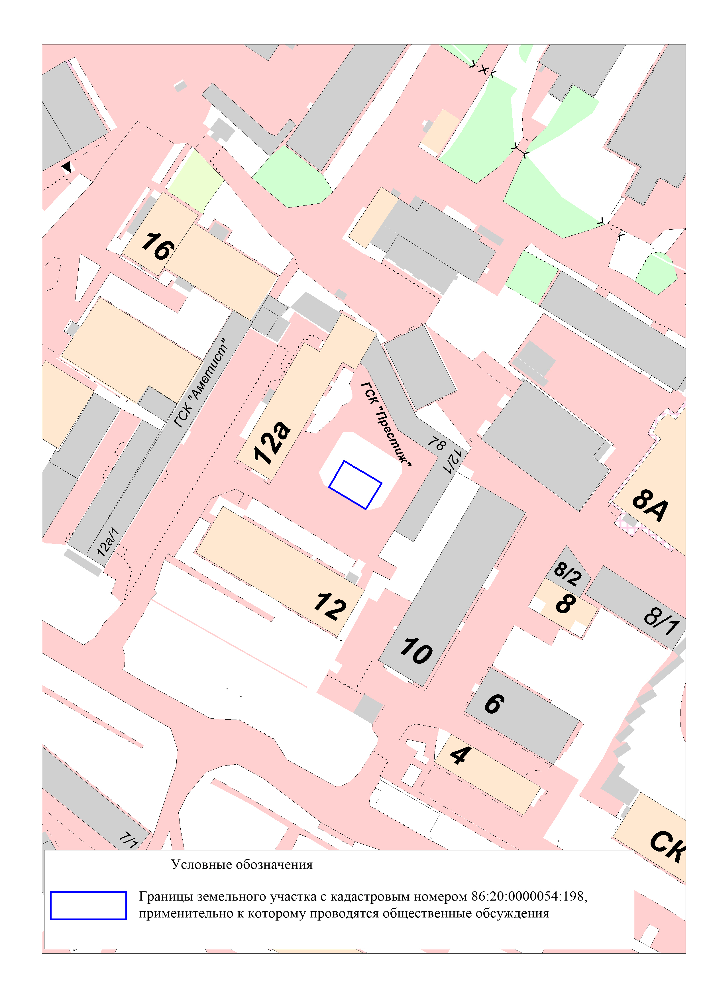 16
ГСК "Аметист"
ГСК "Престиж"
12а
78
12/1
8А
12а/1
8/2
8
12
8/1
10
6
4
7/1
СК
Условные обозначения
Границы земельного участка с кадастровым номером 86:20:0000054:198,
применительно к которому проводятся общественные обсуждения